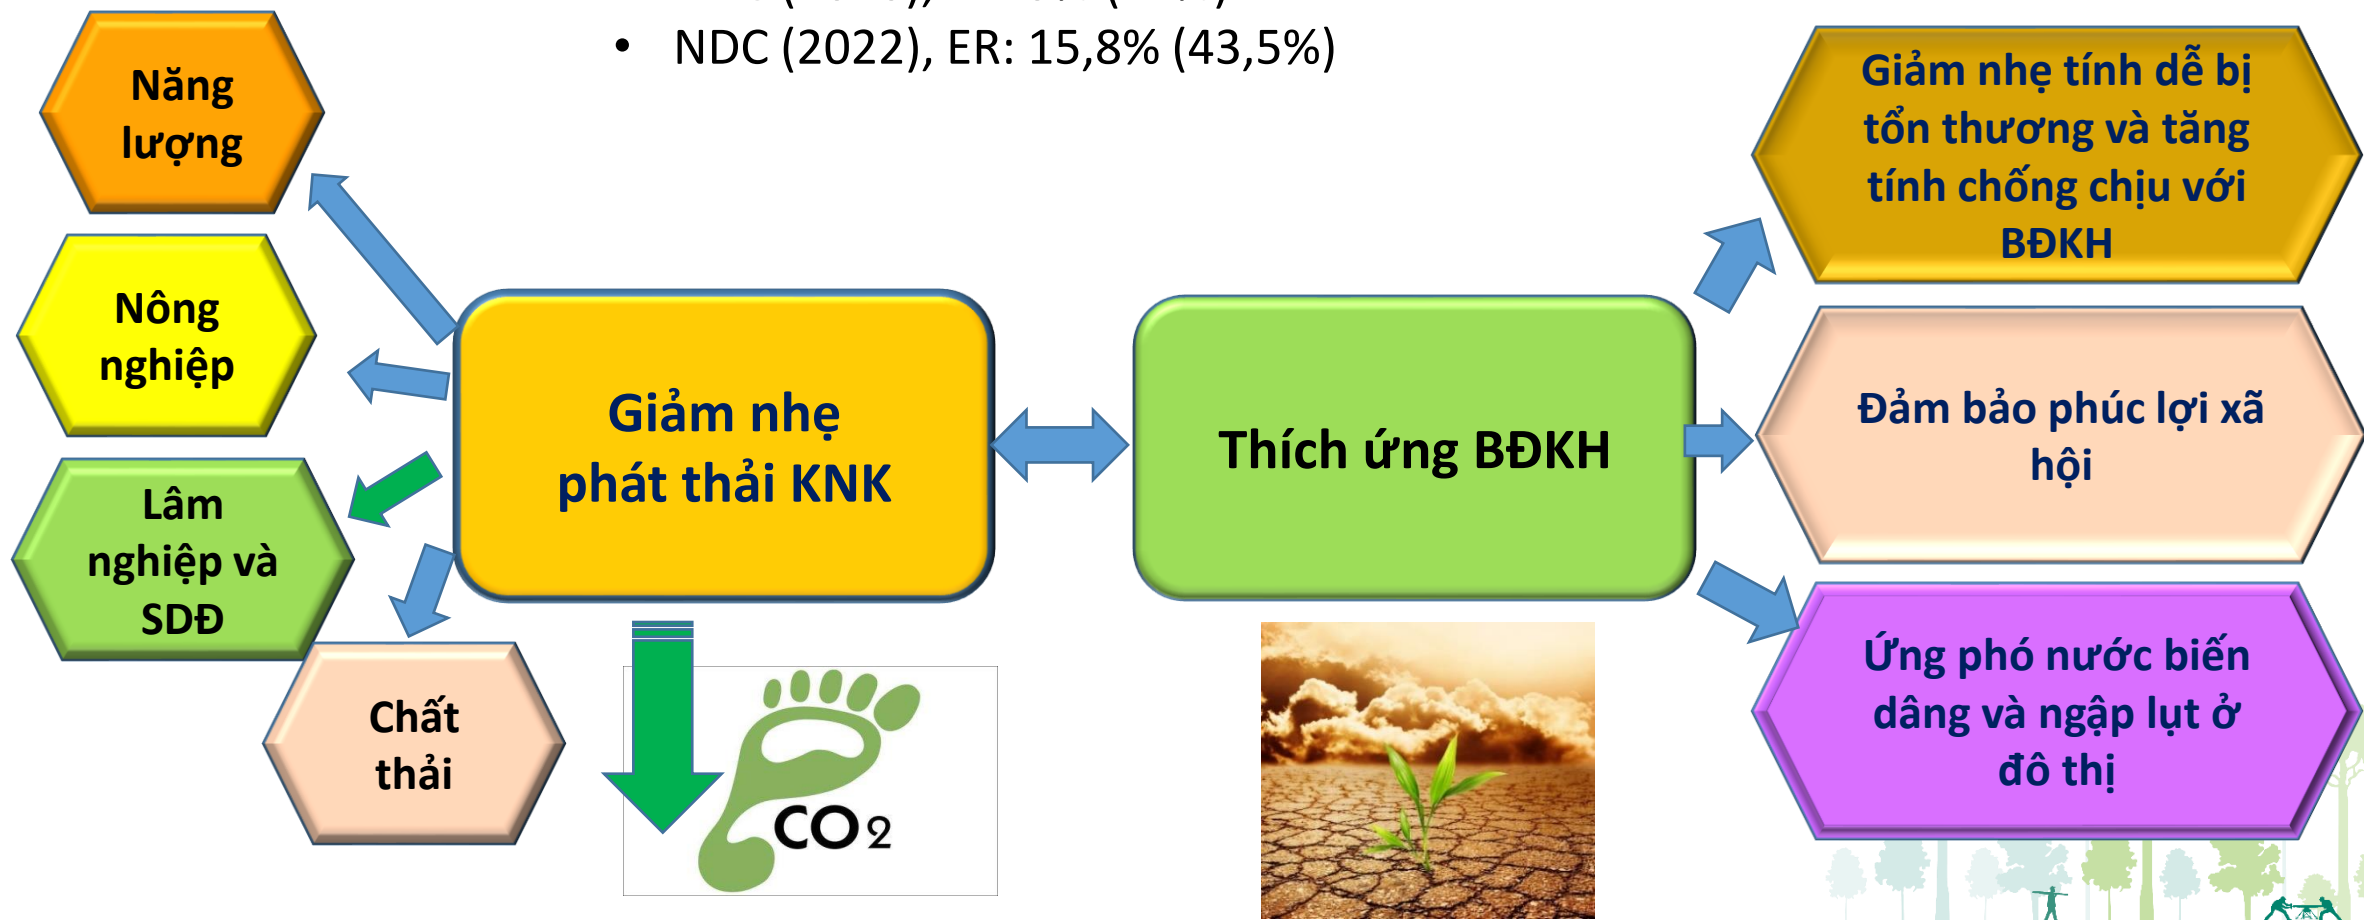 • NDC (2022), ER: 15,8% (43,5%)
Năng
lượng
Nông
nghiệp
Lâm
nghiệp và
SDĐ
Chất
thải
Giảm nhẹ
phát thải KNK
CO2
Thích ứng BĐKH
Giảm nhẹ tính dễ bị
tổn thương và tăng
tính chống chịu với
BĐKH
Đảm bảo phúc lợi xã
hội
Ứng phó nước biển
dâng và ngập lụt ở
đô thị